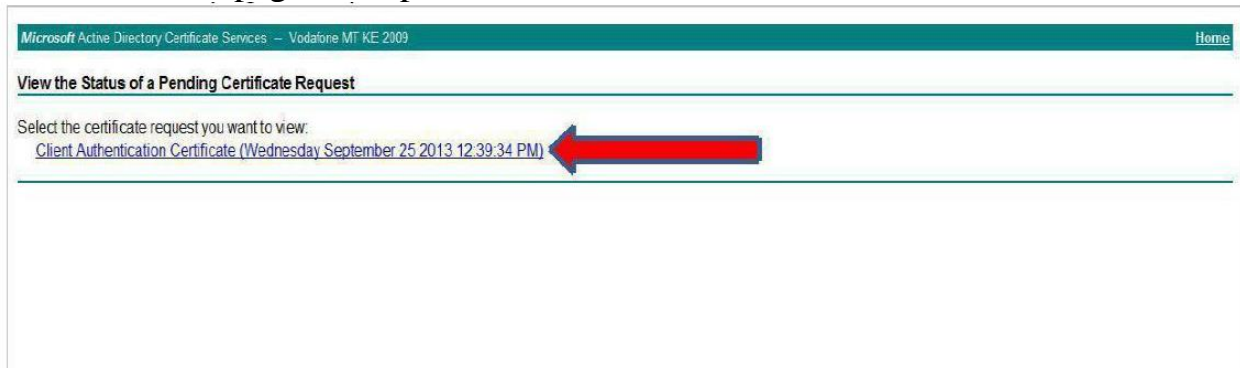 Microsoft Active Directory Certificate Services -- Vodafone MT KE 2009 Home
View the Status of a Pending Certificate Request
Select the certificate request you want to view:
Client Authentication Certificate (Wednesday September 25 2013 12:39:34 PM)